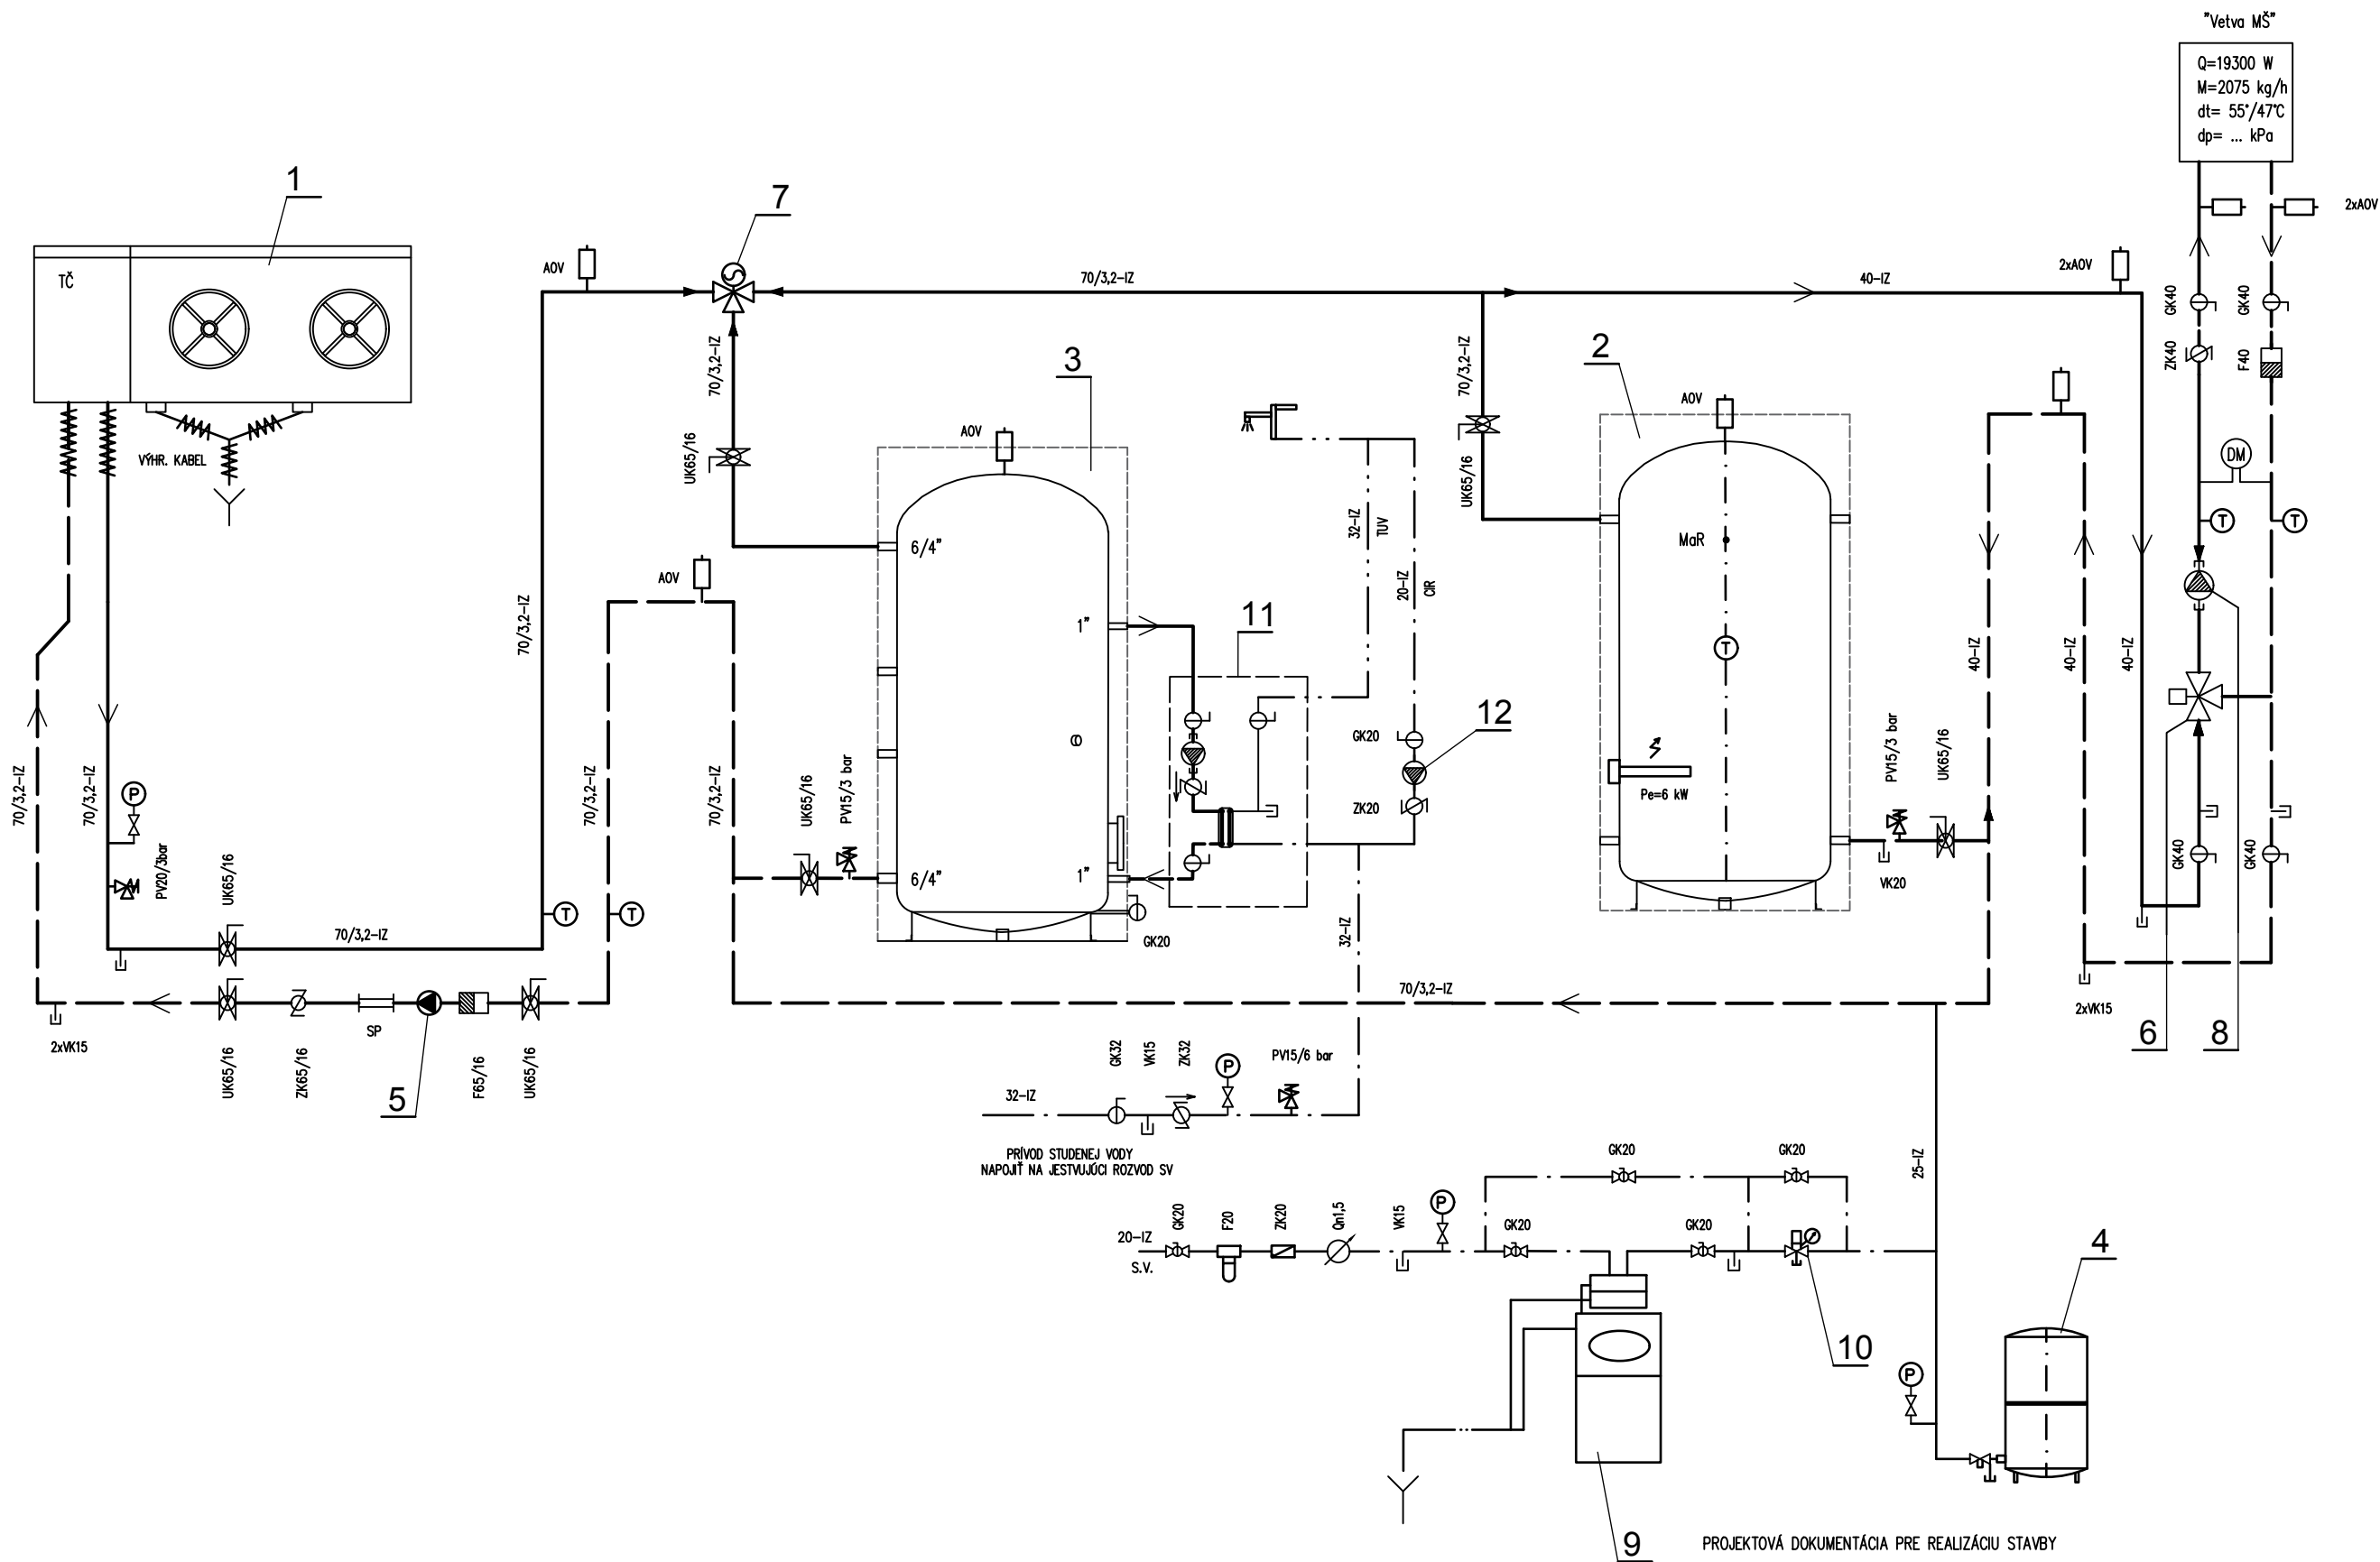 "Vetva MŠ"
Q=19300 W
M=2075 kg/h
dt= 55°/47°C
dp= ... kPa
2xAOV
1
7
TČ
AOV
70/3,2-IZ
2xAOV
40-IZ
GK40
GK40
ZK40
F40
70/3,2-IZ
3
70/3,2-IZ
2
AOV
AOV
VÝHR. KABEL
UK65/16
UK65/16
DM
T
T
32-IZ
TUV
6/4"
MaR
AOV
20-IZ
CIR
70/3,2-IZ
1"
11
T
40-IZ
40-IZ
40-IZ
12
GK20
70/3,2-IZ
70/3,2-IZ
P
70/3,2-IZ
70/3,2-IZ
UK65/16
PV15/3 bar
ZK20
Pe=6 kW
PV15/3 bar
UK65/16
PV20/3bar
UK65/16
6/4"
1"
VK20
GK40
GK40
T
T
70/3,2-IZ
GK20
32-IZ
70/3,2-IZ
2xVK15
SP
2xVK15
6
8
UK65/16
ZK65/16
5
F65/16
UK65/16
GK32
VK15
ZK32
P
PV15/6 bar
32-IZ
PRÍVOD STUDENEJ VODY
NAPOJIŤ NA JESTVUJÚCI ROZVOD SV
GK20
GK20
25-IZ
20-IZ
S.V.
GK20
F20
ZK20
Qn1,5
VK15
P
GK20
GK20
4
10
P
9
PROJEKTOVÁ DOKUMENTÁCIA PRE REALIZÁCIU STAVBY